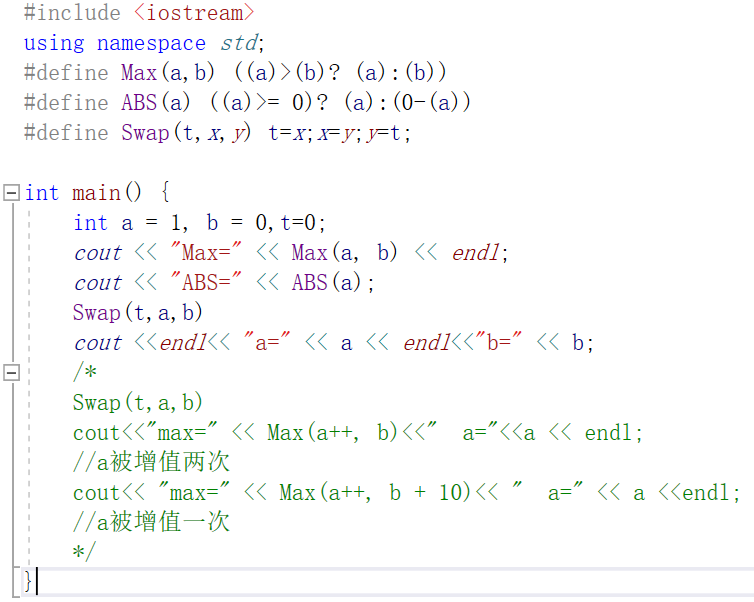 #include <iostream>
using namespace std;
#define Max(a,b) ((a)>(b)? (a):(b))
#define ABS(a) ((a)>= 0)? (a):(0-(a))
#define Swap(t,x,y) t=x;x=y;y=t;
int main() {
int a = 1, b = 0,t=0;
cout << "Max=" << Max(a, b) << endl;
cout << "ABS=" << ABS(a);
Swap(t,a,b)
cout <<endl<< "a=" << a << endl<<"b=" << b;
/*
Swap(t,a,b)
cout<<"max=" << Max(a++, b)<<"  a="<<a << endl;
//a被增值两次
cout<< "max=" << Max(a++, b + 10)<< "  a=" << a <<endl;
//a被增值一次
*/
}